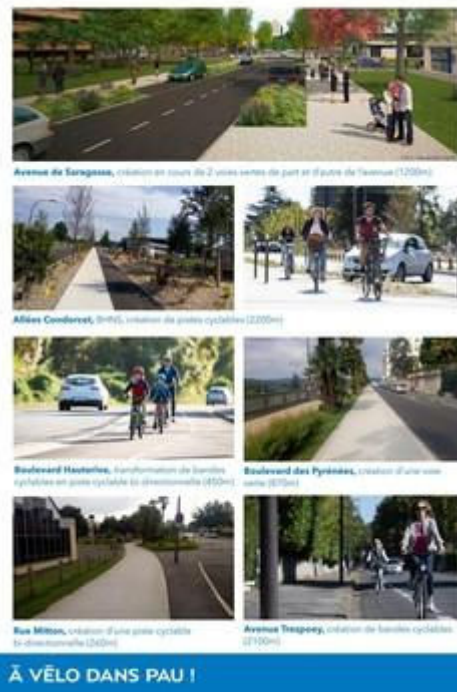 Avenue de Saragosse, création en cours de 2 voies vertes de part et d'autre de l'avenue (1200m)
Allées Condorcet, BHNS, création de pistes cyclables (2200m)
Boulevard Hauterive, transformation de bandes
cyclables en piste cyclable bi-directionnelle (450m)
Boulevard des Pyrénées, création d'une voie
verte (870m)
Rue Mitton, création d'une piste cyclable
bi-directionnelle (260m)
Avenue Trespoey, création de bandes cyclables
(2100m)
À VÉLO DANS PAU !